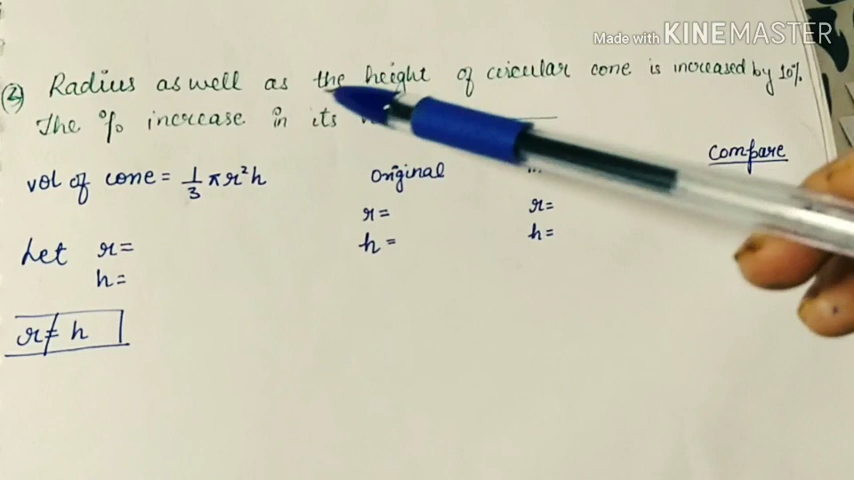 Made with KINEMASTER
(2) Radius as well as the height of circular cone is increased by 10%.
The % increase in its
vol of cone = 1/3 πr²h
Original
Compare
r=
h=
r=
h=
Let r=
h=
r ≠ h